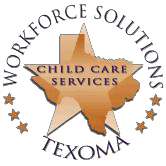 WORKFORCE SOLUTIONS
CHILD CARE
SERVICES
TEXOMA